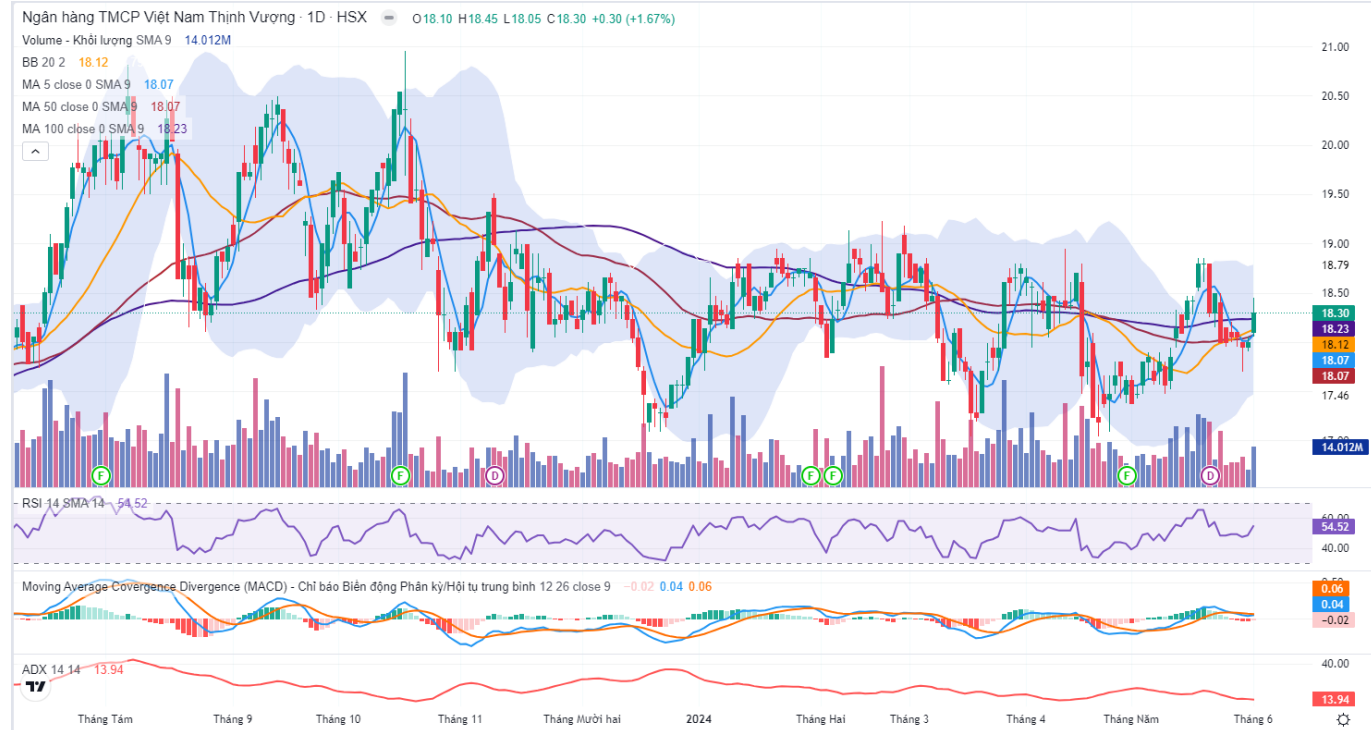 Ngân hàng TMCP Việt Nam Thịnh Vượng · 1D · HSX O18.10 H18.45 L18.05 C18.30 +0.30 (+1.67%)
Volume - Khối lượng SMA 9 14.012M
BB 20 2 18.12
MA 5 close 0 SMA 9 18.07
MA 50 close 0 SMA 9 18.07
MA 100 close 0 SMA 9 18.23
21.00
20.50
20.00
19.50
19.00
18.79
18.50
18.30
18.23
18.12
18.07
18.07
17.46
17.00
14.012M
F
F
D
F
F
F
D
RSI 14 SMA 14 54.52
60.00
54.52
40.00
Moving Average Covergence Divergence (MACD) - Chỉ báo Biến động Phân kỳ/Hội tụ trung bình 12 26 close 9 −0.02 0.04 0.06
0.50
0.06
0.04
−0.02
ADX 14 14 13.94
40.00
13.94
Tháng Tám Tháng 9 Tháng 10 Tháng 11 Tháng Mười hai 2024 Tháng Hai Tháng 3 Tháng 4 Tháng Năm Tháng 6